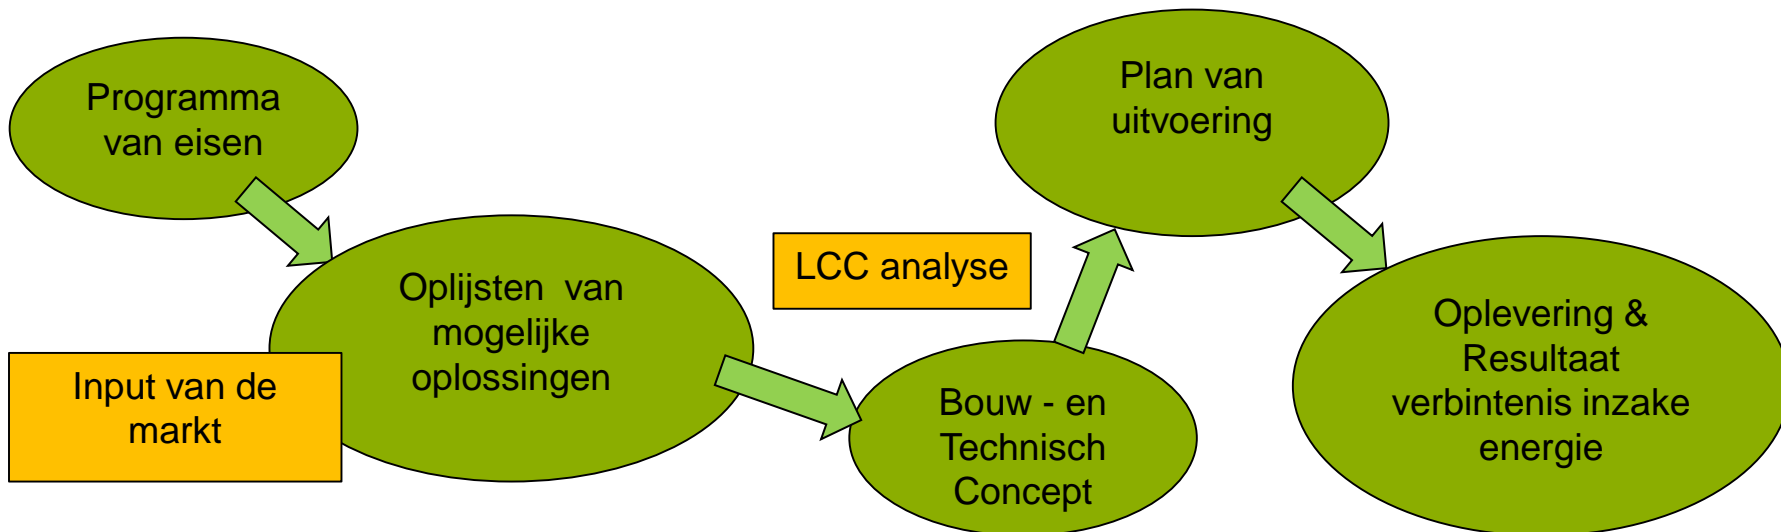 Programma
van eisen
Input van de
markt
Oplijsten  van
mogelijke
oplossingen
LCC analyse
Bouw - en
Technisch
Concept
Plan van
uitvoering
Oplevering &
Resultaat
verbintenis inzake
energie